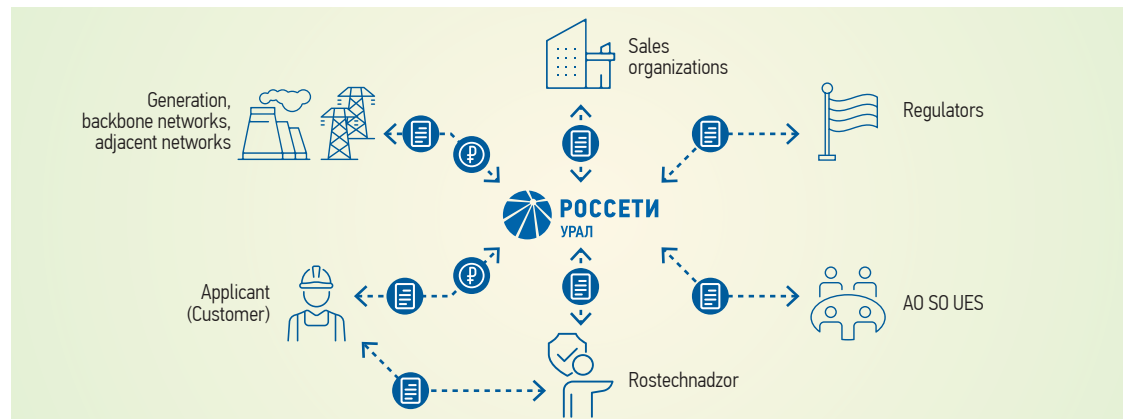 Sales
organizations
Generation,
backbone networks,
adjacent networks
Regulators
РОССЕТИ
УРАЛ
Applicant
(Customer)
AO SO UES
Rostechnadzor